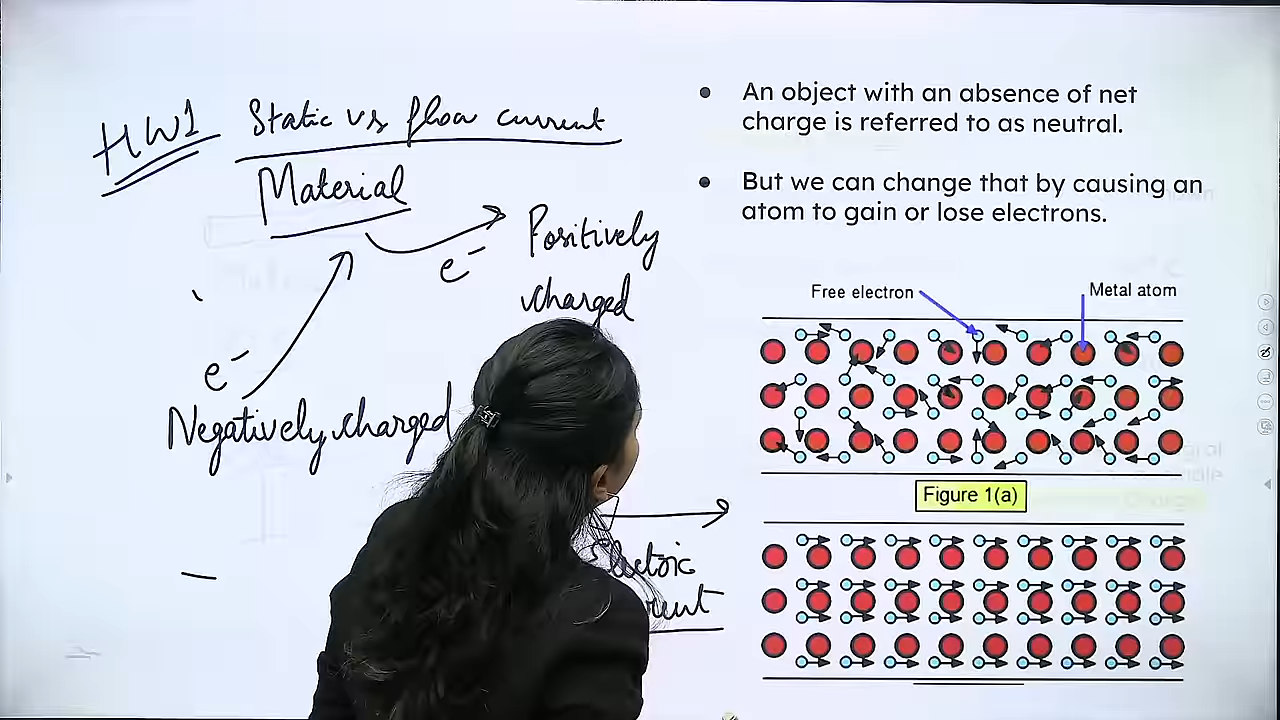 HW1 Static vs flow current
Material
e⁻ Positively
charged
e⁻
Negatively charged
An object with an absence of net
charge is referred to as neutral.
But we can change that by causing an
atom to gain or lose electrons.
Free electron
Metal atom
Figure 1(a)